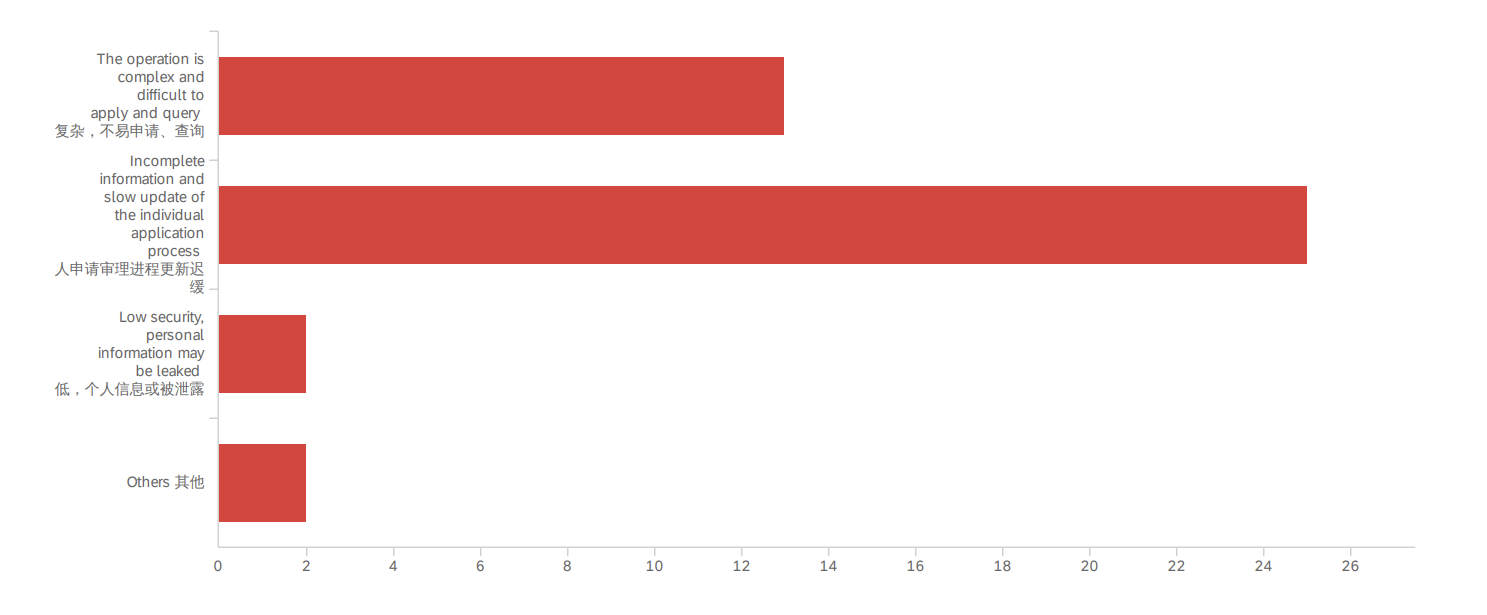 The operation is
complex and
difficult to
apply and query
复杂，不易申请、查询
Incomplete
information and
slow update of
the individual
application
process
人申请审理进程更新迟
缓
Low security,
personal
information may
be leaked
低，个人信息或被泄露
Others 其他
0 2 4 6 8 10 12 14 16 18 20 22 24 26